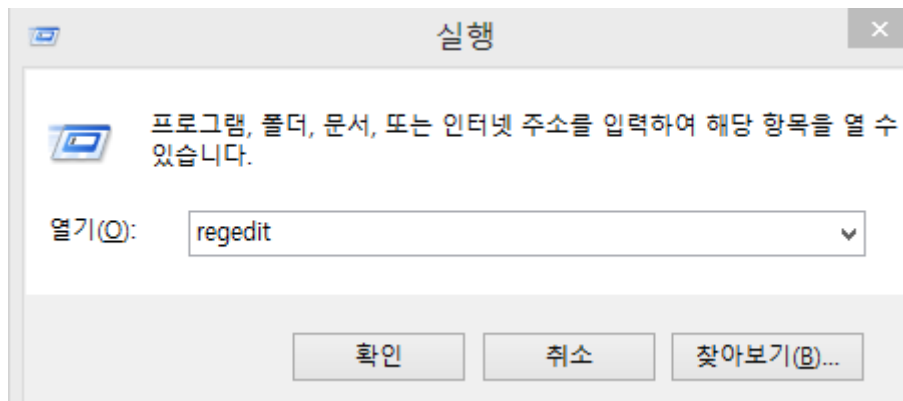 실행
프로그램, 폴더, 문서, 또는 인터넷 주소를 입력하여 해당 항목을 열 수
있습니다.
열기(O): regedit
확인 취소 찾아보기(B)...